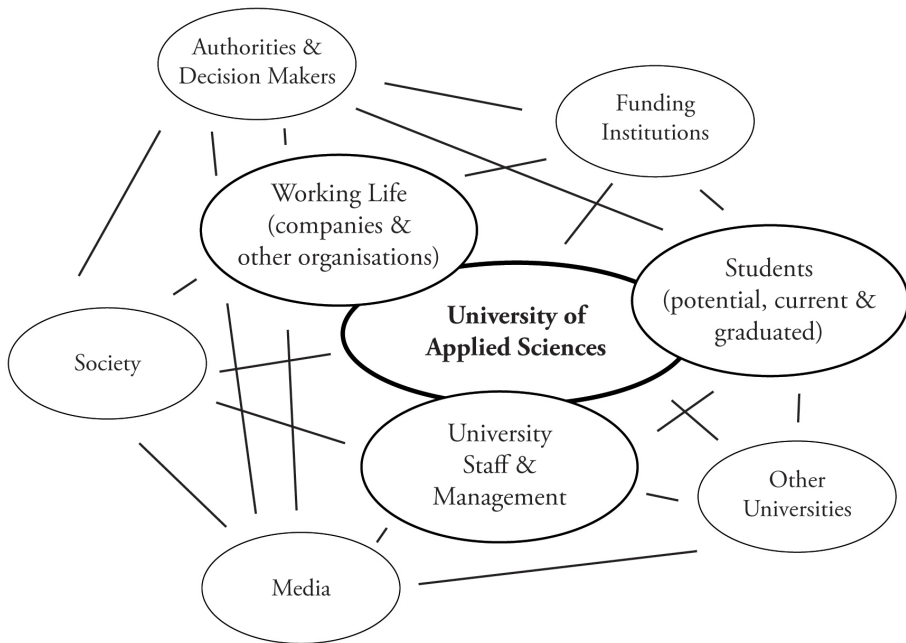 Authorities &
Decision Makers
Funding
Institutions
Working Life
(companies &
other organisations)
Students
(potential, current &
graduated)
University of
Applied Sciences
Society
University
Staff &
Management
Other
Universities
Media